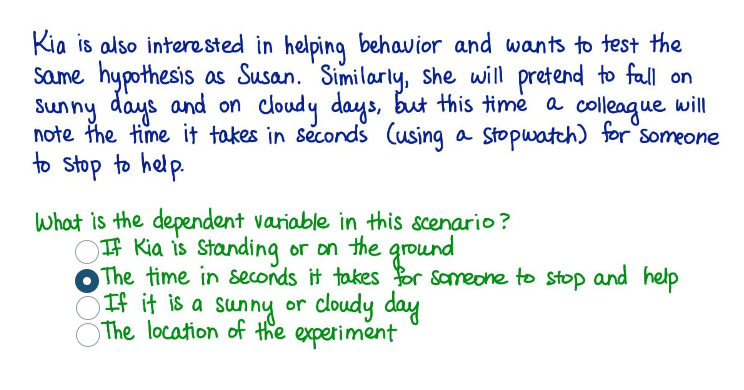 Kia is also interested in helping behavior and wants to test the
same hypothesis as Susan. Similarly, she will pretend to fall on
sunny days and on cloudy days, but this time a colleague will
note the time it takes in seconds (using a stopwatch) for someone
to stop to help.
What is the dependent variable in this scenario?
If Kia is standing or on the ground
The time in seconds it takes for someone to stop and help
If it is a sunny or cloudy day
The location of the experiment